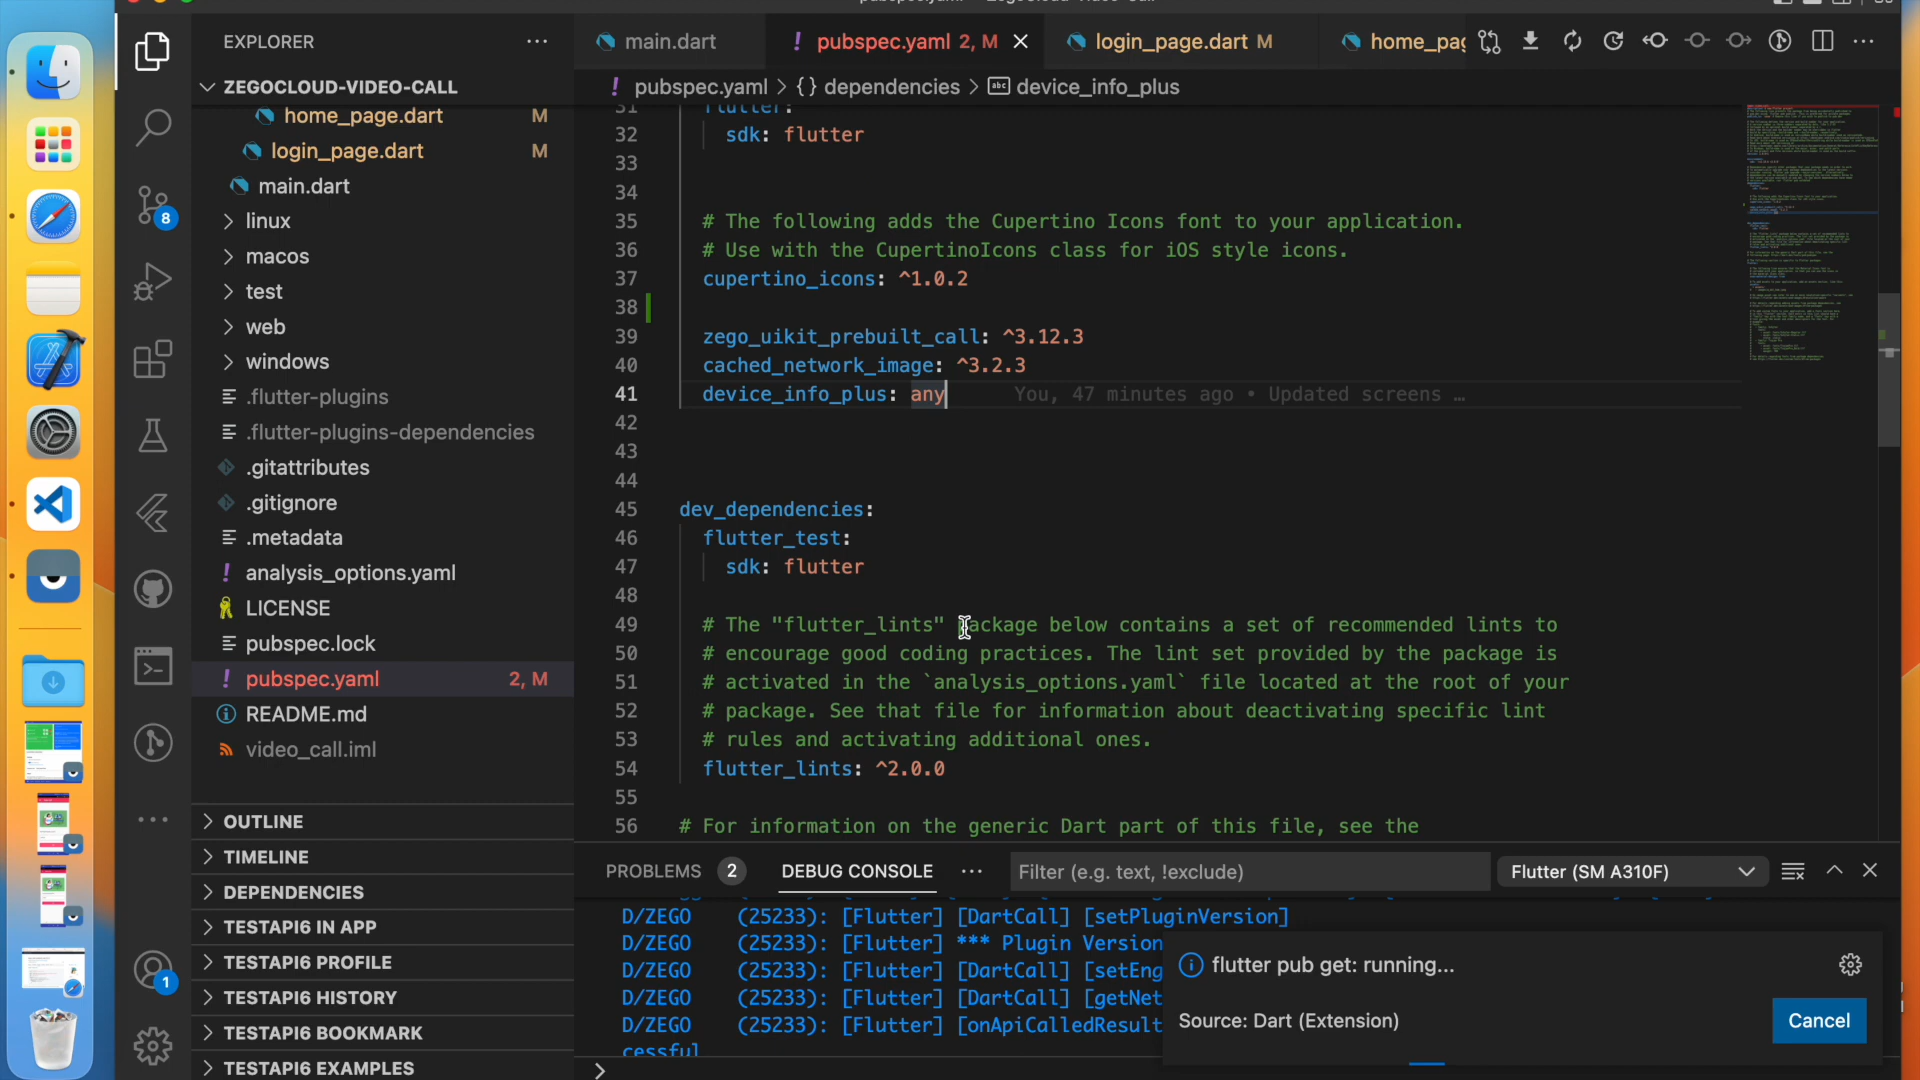 EXPLORER
ZEGOCLOUD-VIDEO-CALL
home_page.dart M
login_page.dart M
main.dart
linux
macos
test
web
windows
.flutter-plugins
.flutter-plugins-dependencies
.gitattributes
.gitignore
.metadata
analysis_options.yaml
LICENSE
pubspec.lock
pubspec.yaml 2, M
README.md
video_call.iml
OUTLINE
TIMELINE
DEPENDENCIES
TESTAPI6 IN APP
TESTAPI6 PROFILE
TESTAPI6 HISTORY
TESTAPI6 BOOKMARK
TESTAPI6 EXAMPLES
8
1
main.dart
pubspec.yaml 2, M
login_page.dart M
home_pag
pubspec.yaml > {} dependencies > abc device_info_plus
31 flutter:
32 sdk: flutter
33
34
35 # The following adds the Cupertino Icons font to your application.
36 # Use with the CupertinoIcons class for iOS style icons.
37 cupertino_icons: ^1.0.2
38
39 zego_uikit_prebuilt_call: ^3.12.3
40 cached_network_image: ^3.2.3
41 device_info_plus: any You, 47 minutes ago • Updated screens …
42
43
44
45 dev_dependencies:
46 flutter_test:
47 sdk: flutter
48
49 # The "flutter_lints" package below contains a set of recommended lints to
50 # encourage good coding practices. The lint set provided by the package is
51 # activated in the `analysis_options.yaml` file located at the root of your
52 # package. See that file for information about deactivating specific lint
53 # rules and activating additional ones.
54 flutter_lints: ^2.0.0
55
56 # For information on the generic Dart part of this file, see the
PROBLEMS 2 DEBUG CONSOLE Filter (e.g. text, !exclude) Flutter (SM A310F)
D/ZEGO (25233): [Flutter] [DartCall] [setPluginVersion]
D/ZEGO (25233): [Flutter] *** Plugin Version
D/ZEGO (25233): [Flutter] [DartCall] [setEng
D/ZEGO (25233): [Flutter] [DartCall] [getNet
D/ZEGO (25233): [Flutter] [onApiCalledResult
cessful
flutter pub get: running...
Source: Dart (Extension)
Cancel